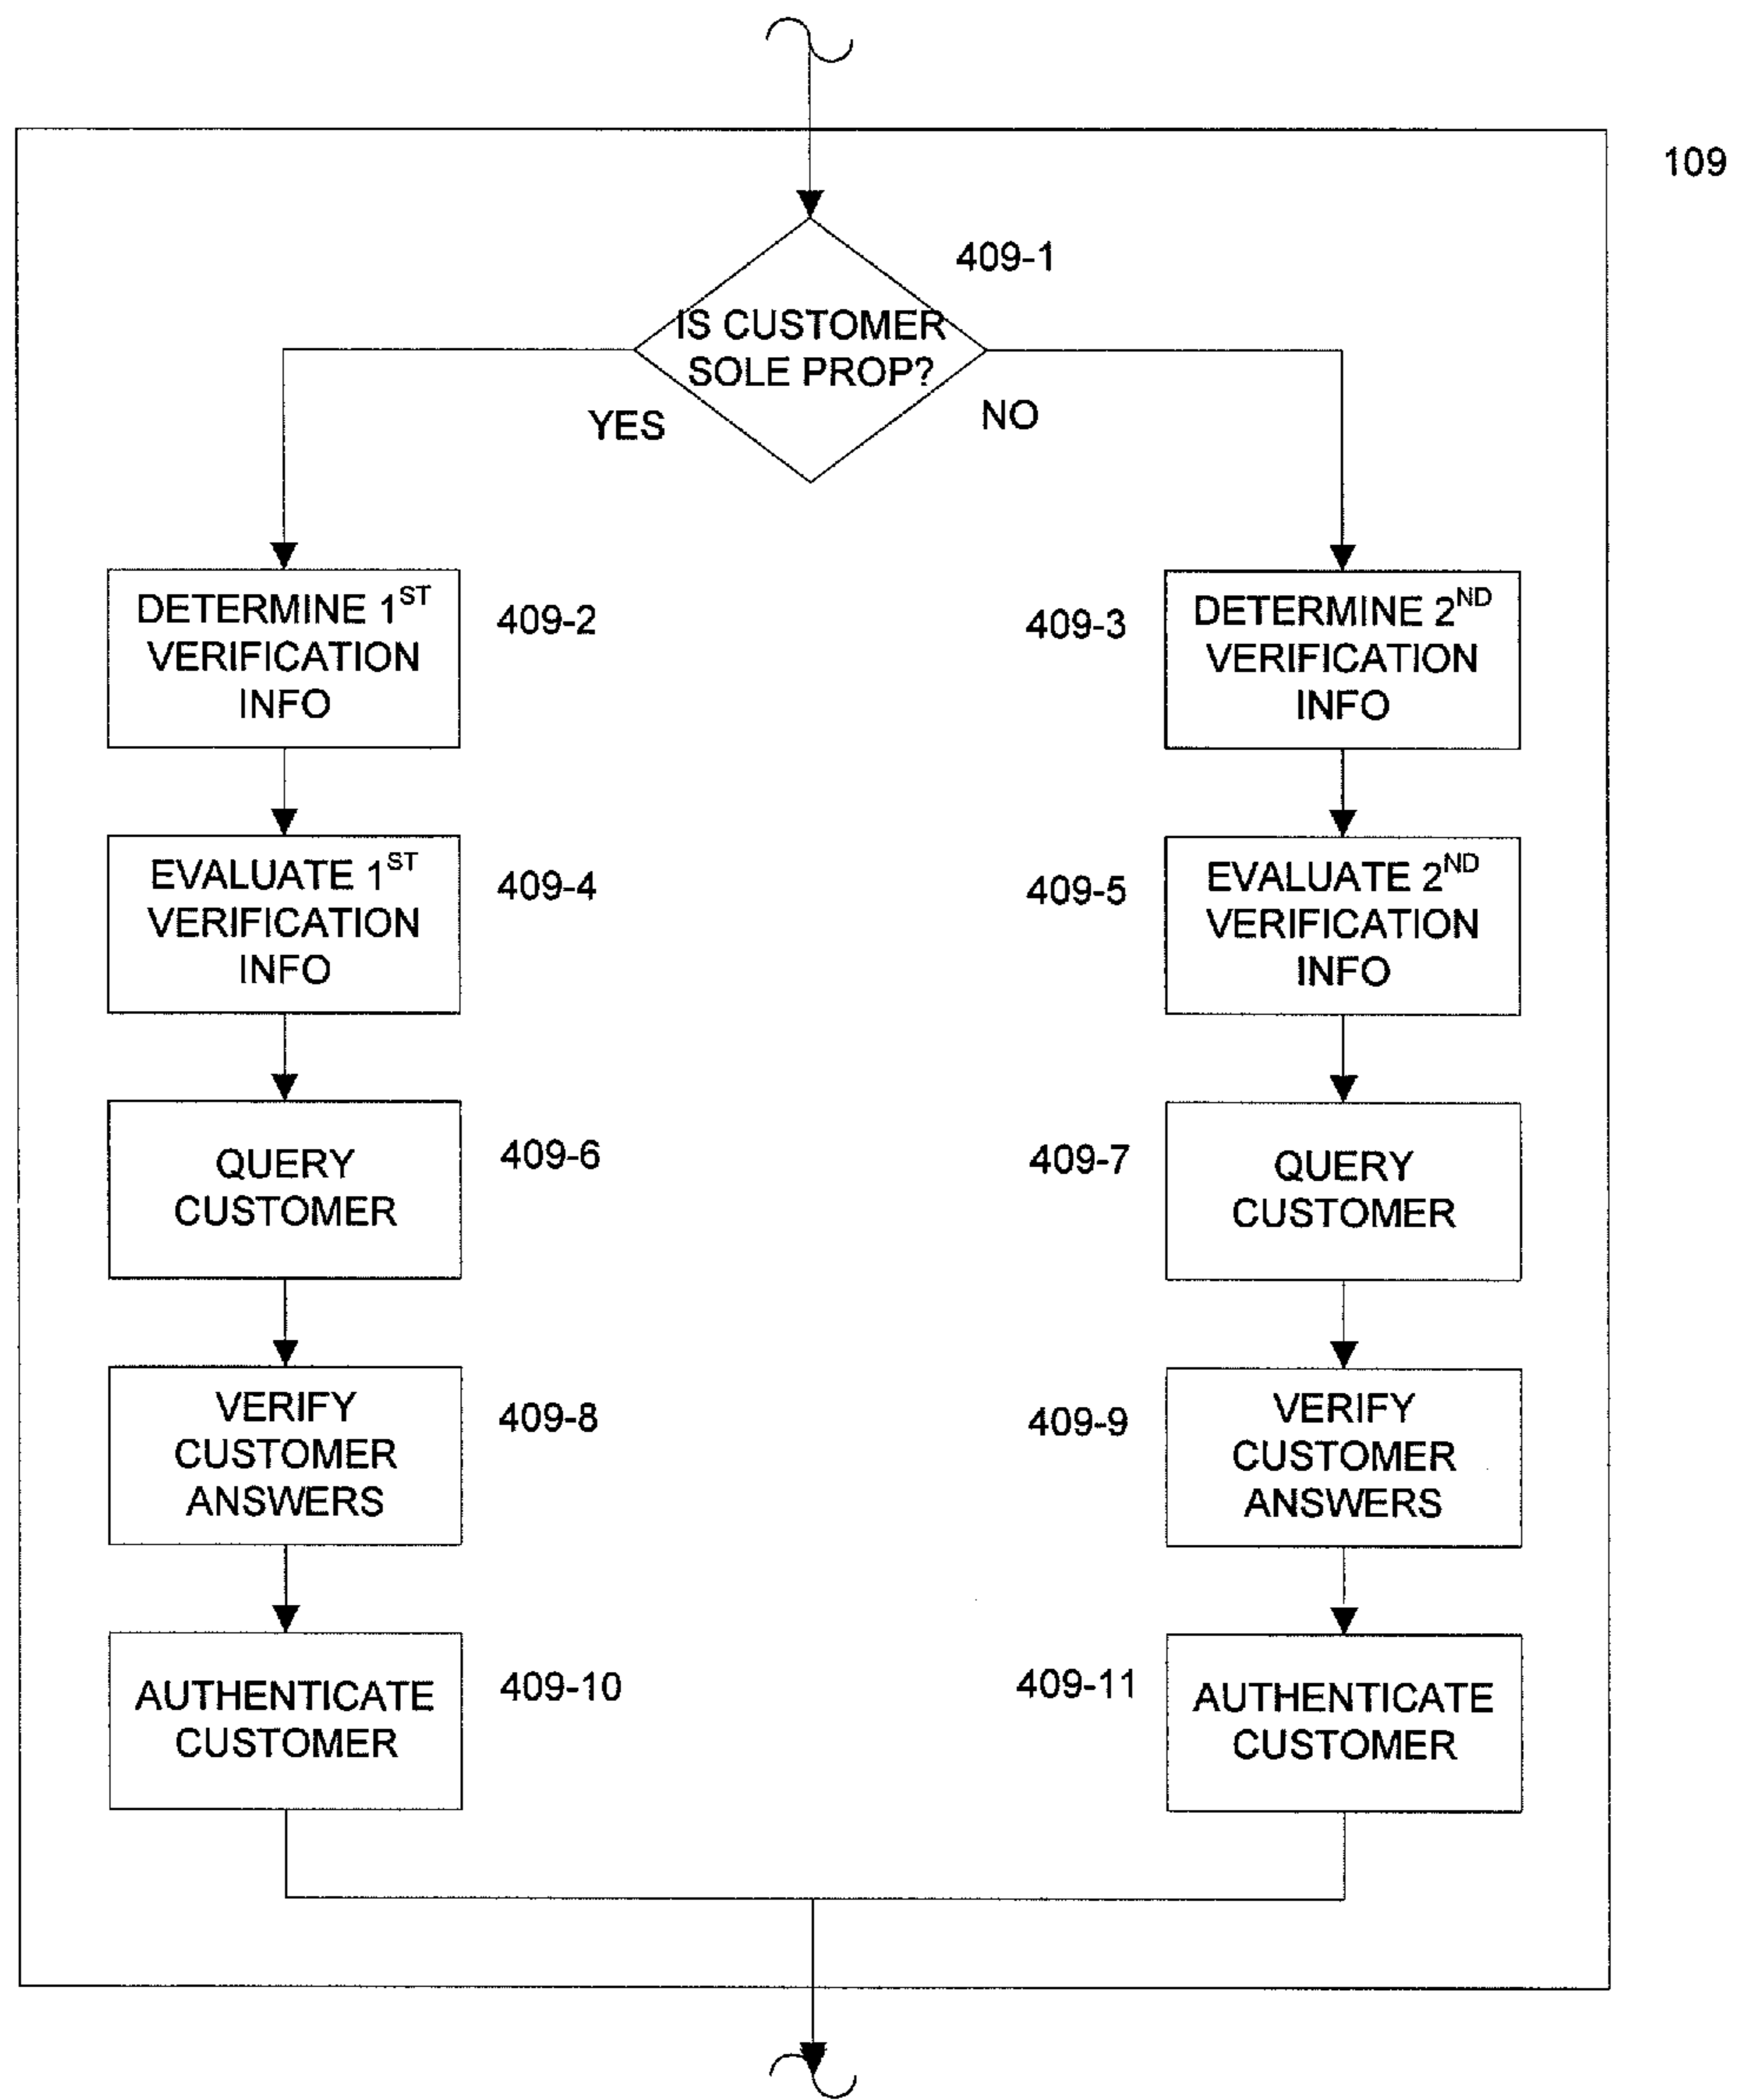 109
409-1
IS CUSTOMER
SOLE PROP?
YES
NO
DETERMINE 1ST
VERIFICATION
INFO
409-2
409-3
DETERMINE 2ND
VERIFICATION
INFO
EVALUATE 1ST
VERIFICATION
INFO
409-4
409-5
EVALUATE 2ND
VERIFICATION
INFO
QUERY
CUSTOMER
409-6
409-7
QUERY
CUSTOMER
VERIFY
CUSTOMER
ANSWERS
409-8
409-9
VERIFY
CUSTOMER
ANSWERS
AUTHENTICATE
CUSTOMER
409-10
409-11
AUTHENTICATE
CUSTOMER